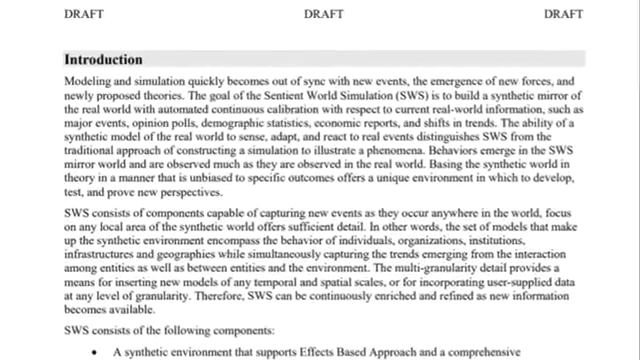 DRAFT DRAFT DRAFT
Introduction
Modeling and simulation quickly becomes out of sync with new events, the emergence of new forces, and
newly proposed theories. The goal of the Sentient World Simulation (SWS) is to build a synthetic mirror of
the real world with automated continuous calibration with respect to current real-world information, such as
major events, opinion polls, demographic statistics, economic reports, and shifts in trends. The ability of a
synthetic model of the real world to sense, adapt, and react to real events distinguishes SWS from the
traditional approach of constructing a simulation to illustrate a phenomena. Behaviors emerge in the SWS
mirror world and are observed much as they are observed in the real world. Basing the synthetic world in
theory in a manner that is unbiased to specific outcomes offers a unique environment in which to develop,
test, and prove new perspectives.
SWS consists of components capable of capturing new events as they occur anywhere in the world, focus
on any local area of the synthetic world offers sufficient detail. In other words, the set of models that make
up the synthetic environment encompass the behavior of individuals, organizations, institutions,
infrastructures and geographies while simultaneously capturing the trends emerging from the interaction
among entities as well as between entities and the environment. The multi-granularity detail provides a
means for inserting new models of any temporal and spatial scales, or for incorporating user-supplied data
at any level of granularity. Therefore, SWS can be continuously enriched and refined as new information
becomes available.
SWS consists of the following components:
• A synthetic environment that supports Effects Based Approach and a comprehensive